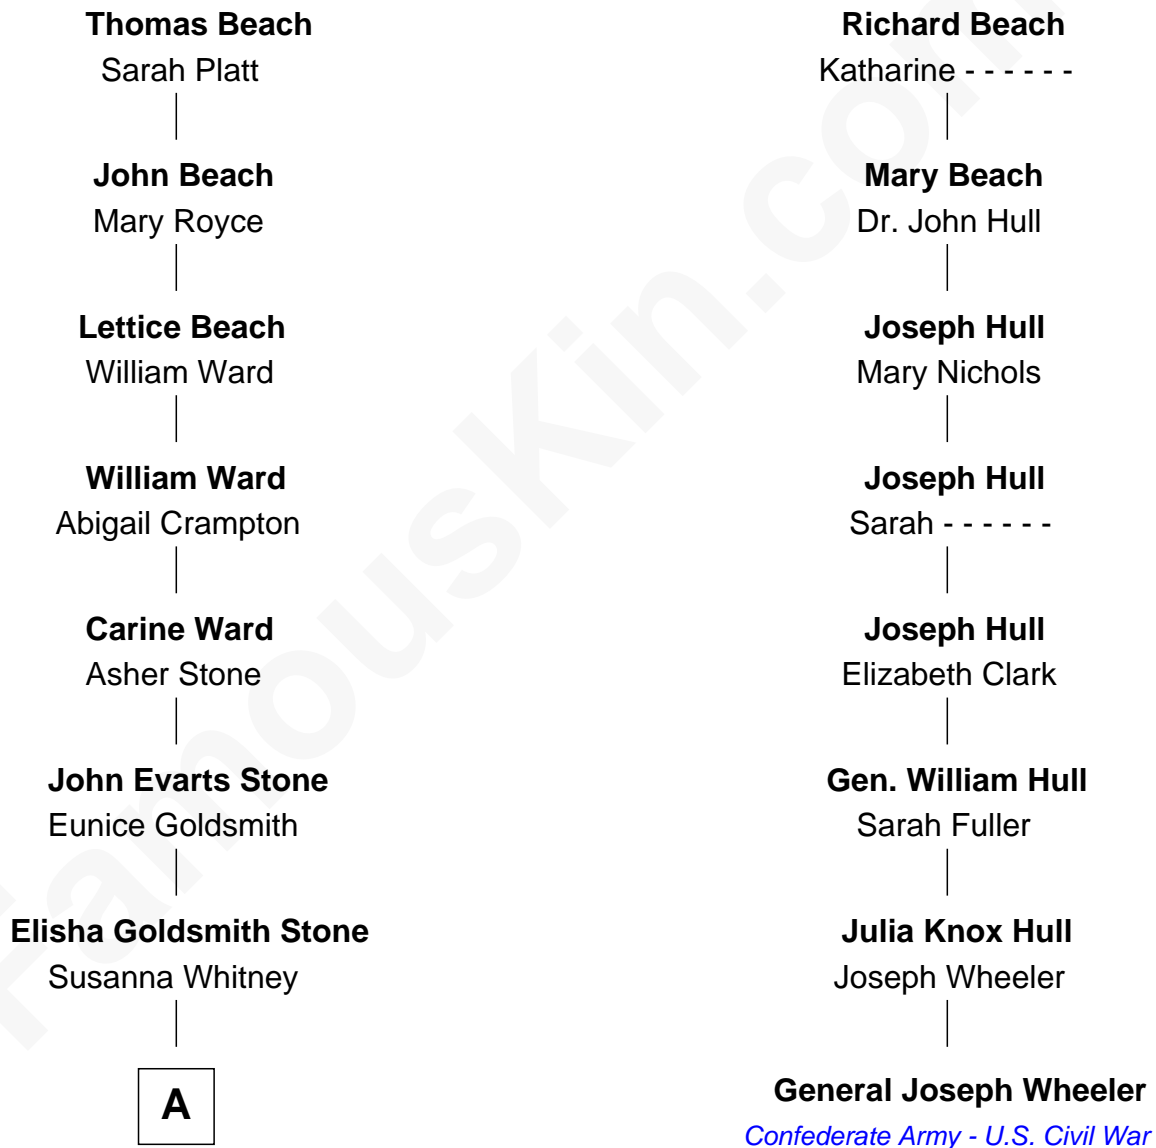 Thomas Beach
Sarah Platt
John Beach
Mary Royce
Lettice Beach
William Ward
William Ward
Abigail Crampton
Carine Ward
Asher Stone
John Evarts Stone
Eunice Goldsmith
Elisha Goldsmith Stone
Susanna Whitney
A
Richard Beach
Katharine - - - - - -
Mary Beach
Dr. John Hull
Joseph Hull
Mary Nichols
Joseph Hull
Sarah - - - - - -
Joseph Hull
Elizabeth Clark
Gen. William Hull
Sarah Fuller
Julia Knox Hull
Joseph Wheeler
General Joseph Wheeler
Confederate Army - U.S. Civil War
FamousKin.com